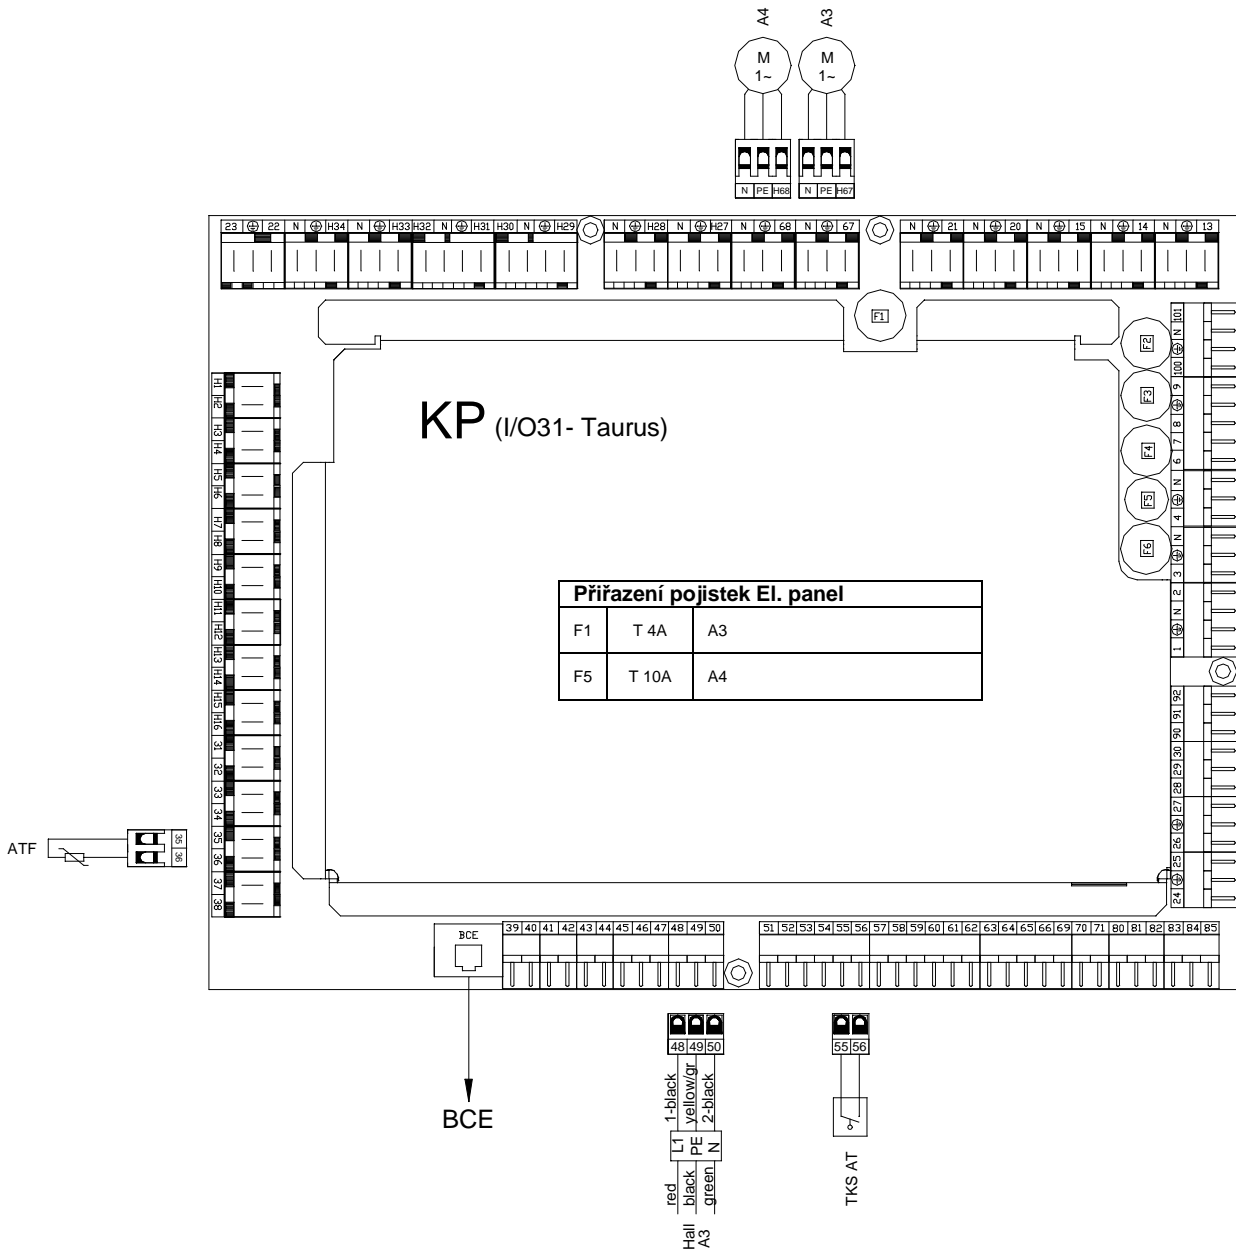 A4 A3
M M
1~ 1~
N PE H68 N PE H67
23 22 N H34 N H33 H32 N H31 H30 N H29 N H28 N H27 N 68 N 67 N 21 N 20 N 15 N 14 N 13
F1
F2
F3
F4
F5
F6
101
N
100
9
8
7
6
N
4
N
3
2
N
1
92
91
90
30
29
28
27
26
25
24
H1
H2
H3
H4
H5
H6
H7
H8
H9
H10
H11
H12
H13
H14
H15
H16
31
32
33
34
35
36
37
38
KP (I/O31- Taurus)
Přiřazení pojistek El. panel
F1 T 4A A3
F5 T 10A A4
ATF
35
36
BCE
39 40 41 42 43 44 45 46 47 48 49 50 51 52 53 54 55 56 57 58 59 60 61 62 63 64 65 66 69 70 71 80 81 82 83 84 85
48 49 50
55 56
BCE
1-black
yellow/gr
2-black
L1
PE
N
red
black
green
Hall
A3
TKS AT